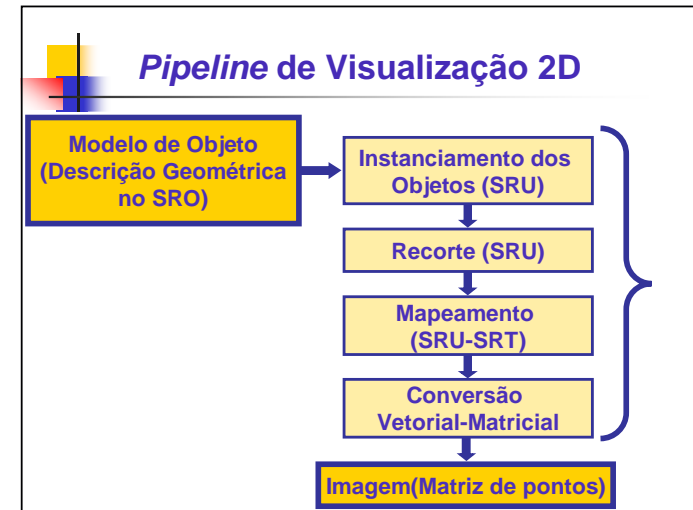 Pipeline de Visualização 2D
Modelo de Objeto
(Descrição Geométrica
no SRO)
Instanciamento dos
Objetos (SRU)
Recorte (SRU)
Mapeamento
(SRU-SRT)
Conversão
Vetorial-Matricial
Imagem(Matriz de pontos)